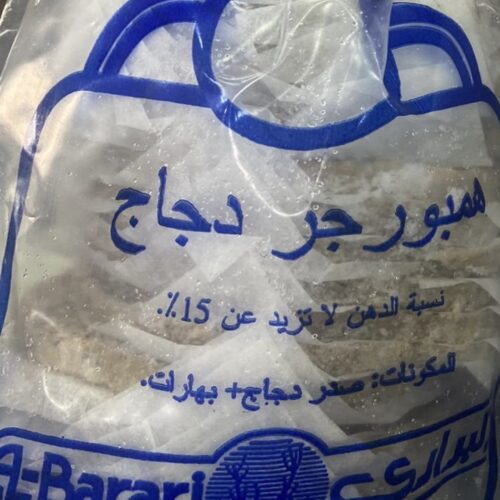 همبورجر دجاج
نسبة الدهن لا تزيد عن 15٪.
المكونات: صدر دجاج+ بهارات.
Al-Barari البراري